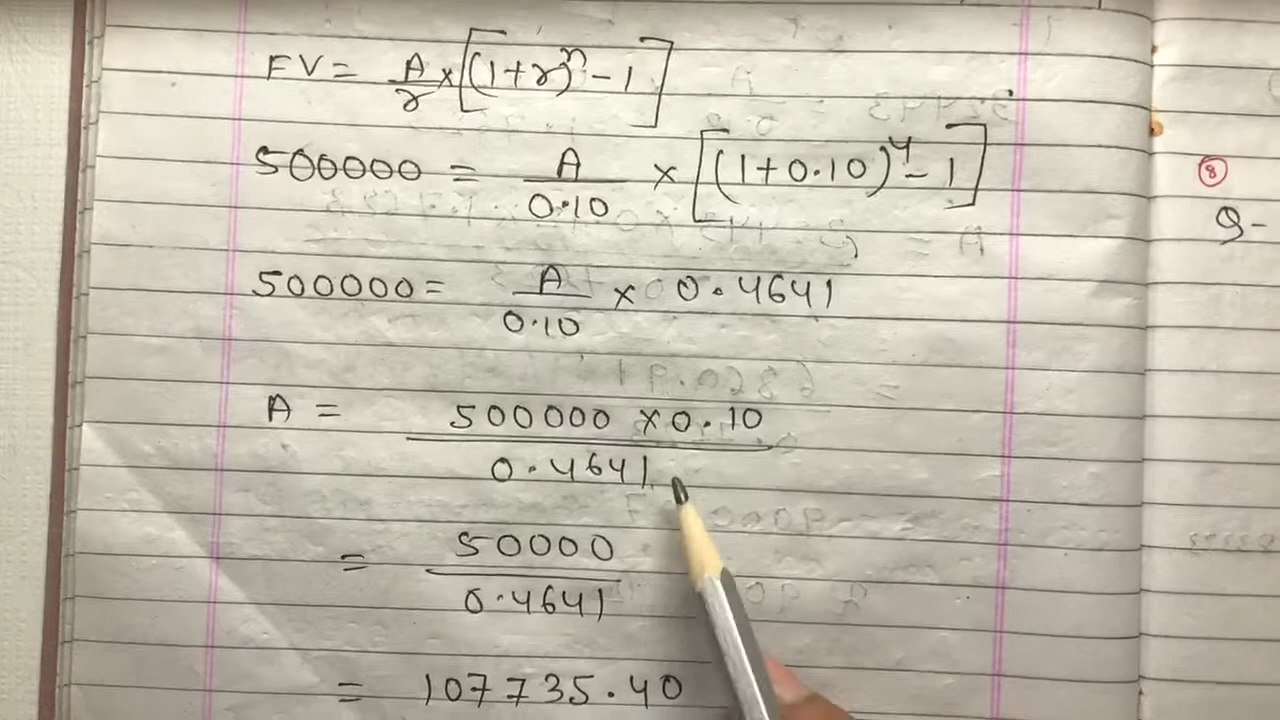 FV = A/r × [(1+r)^n - 1]
500000 = A/0.10 × [(1+0.10)^4 - 1]
500000 = A/0.10 × 0.4641
A = 500000 × 0.10 / 0.4641
= 50000 / 0.4641
= 107735.40
8
Q-